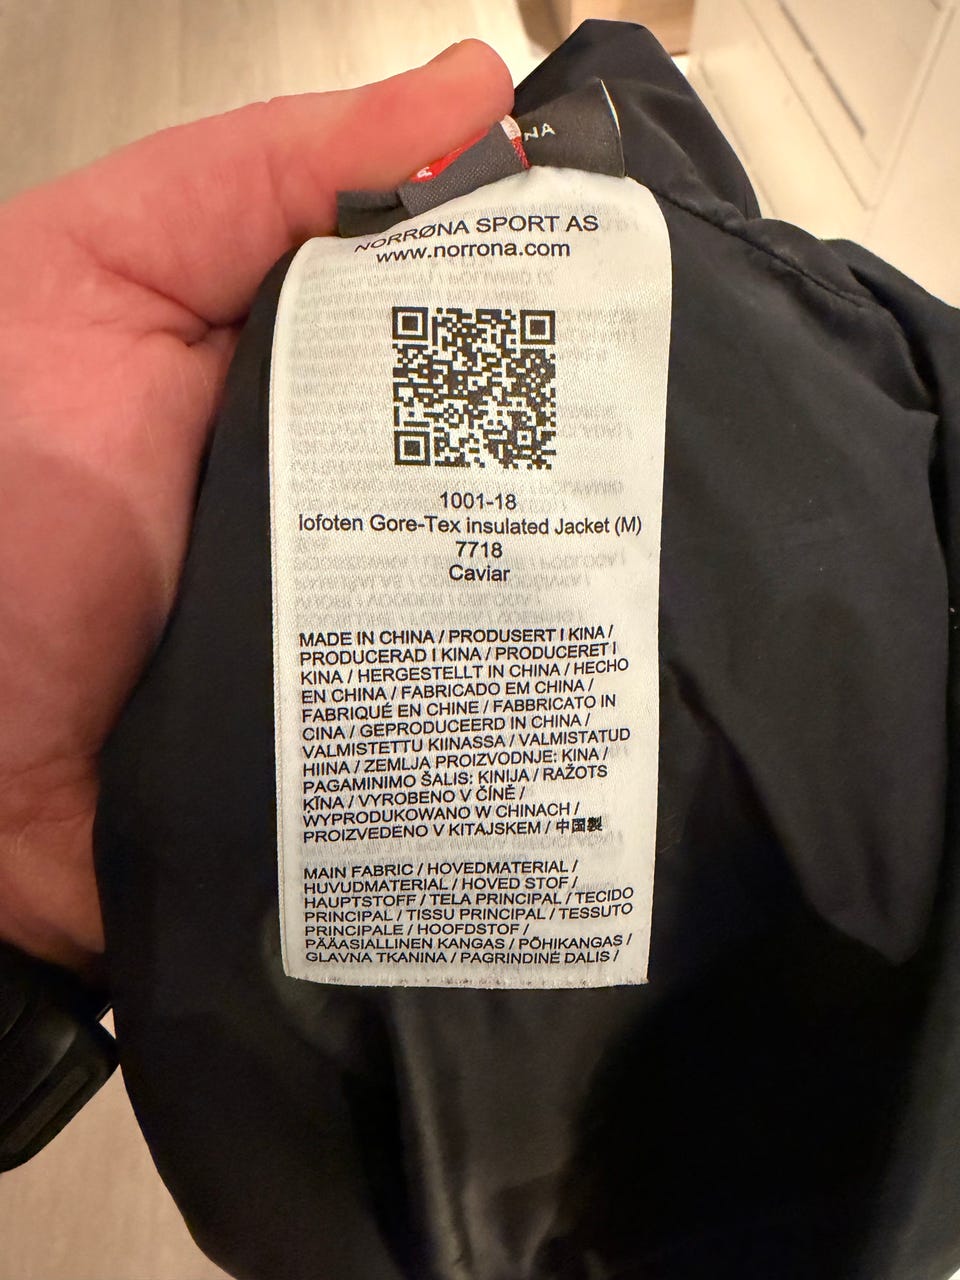 NA
NORRØNA SPORT AS
www.norrona.com
1001-18
lofoten Gore-Tex insulated Jacket (M)
7718
Caviar
MADE IN CHINA / PRODUSERT I KINA /
PRODUCERAD I KINA / PRODUCERET I
KINA / HERGESTELLT IN CHINA / HECHO
EN CHINA / FABRICADO EM CHINA /
FABRIQUÉ EN CHINE / FABBRICATO IN
CINA / GEPRODUCEERD IN CHINA /
VALMISTETTU KIINASSA / VALMISTATUD
HIINA / ZEMLJA PROIZVODNJE: KINA /
PAGAMINIMO ŠALIS: KINIJA / RAŽOTS
ĶĪNA / VYROBENO V ČÍNĚ /
WYPRODUKOWANO W CHINACH /
PROIZVEDENO V KITAJSKEM / 中国製
MAIN FABRIC / HOVEDMATERIAL /
HUVUDMATERIAL / HOVED STOF /
HAUPTSTOFF / TELA PRINCIPAL / TECIDO
PRINCIPAL / TISSU PRINCIPAL / TESSUTO
PRINCIPALE / HOOFDSTOF /
PÄÄASIALLINEN KANGAS / PÕHIKANGAS /
GLAVNA TKANINA / PAGRINDINĖ DALIS /